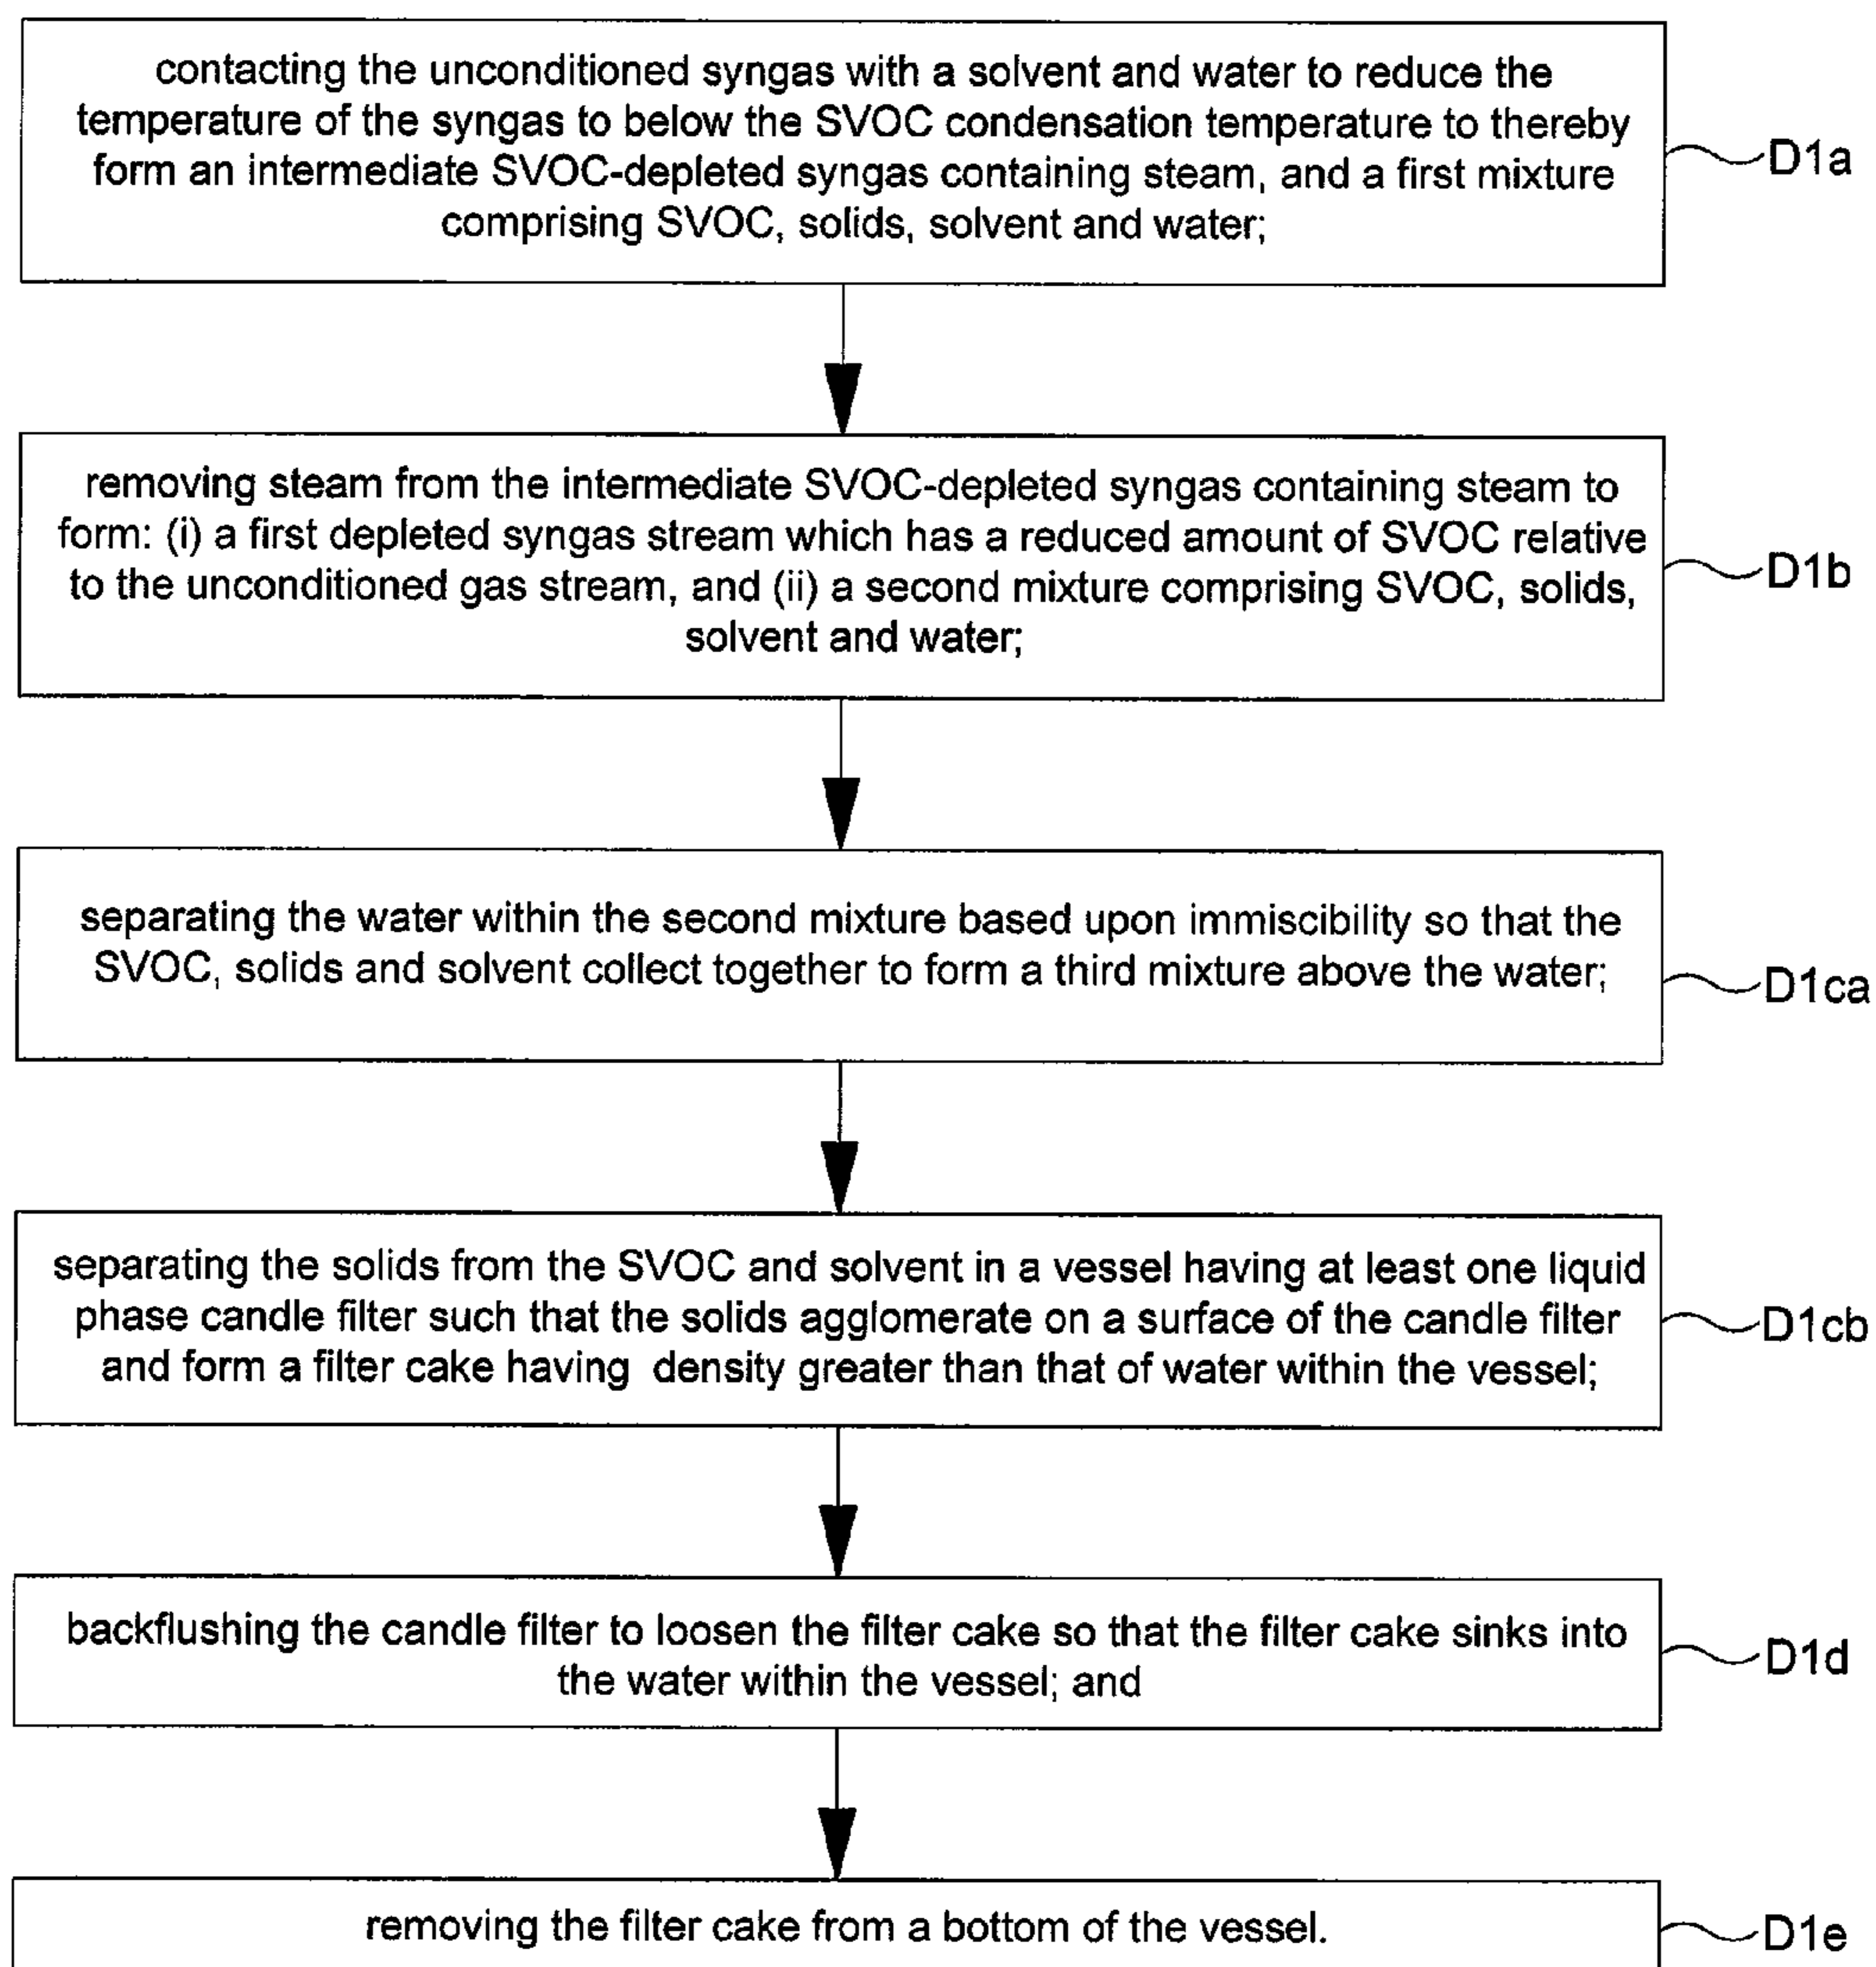 contacting the unconditioned syngas with a solvent and water to reduce the
temperature of the syngas to below the SVOC condensation temperature to thereby
form an intermediate SVOC-depleted syngas containing steam, and a first mixture
comprising SVOC, solids, solvent and water;
D1a
removing steam from the intermediate SVOC-depleted syngas containing steam to
form: (i) a first depleted syngas stream which has a reduced amount of SVOC relative
to the unconditioned gas stream, and (ii) a second mixture comprising SVOC, solids,
solvent and water;
D1b
separating the water within the second mixture based upon immiscibility so that the
SVOC, solids and solvent collect together to form a third mixture above the water;
D1ca
separating the solids from the SVOC and solvent in a vessel having at least one liquid
phase candle filter such that the solids agglomerate on a surface of the candle filter
and form a filter cake having density greater than that of water within the vessel;
D1cb
backflushing the candle filter to loosen the filter cake so that the filter cake sinks into
the water within the vessel; and
D1d
removing the filter cake from a bottom of the vessel.
D1e